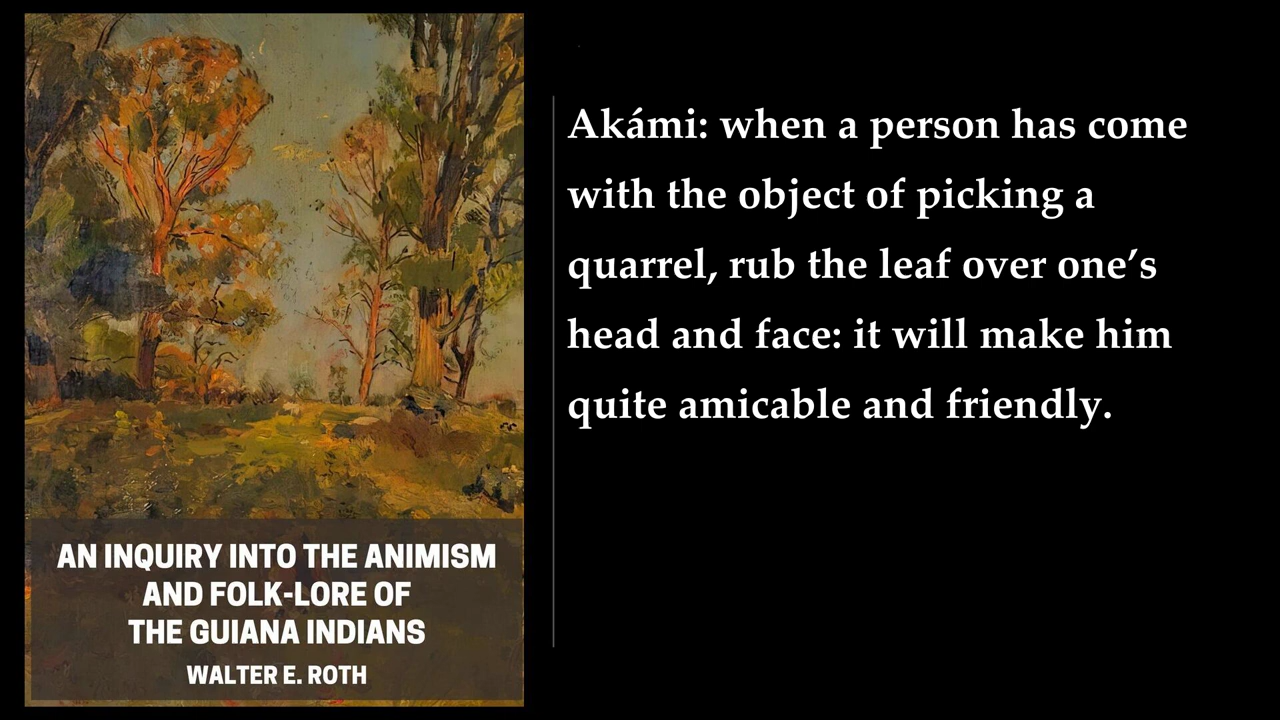 Akámi: when a person has come
with the object of picking a
quarrel, rub the leaf over one’s
head and face: it will make him
quite amicable and friendly.
AN INQUIRY INTO THE ANIMISM
AND FOLK-LORE OF
THE GUIANA INDIANS
WALTER E. ROTH